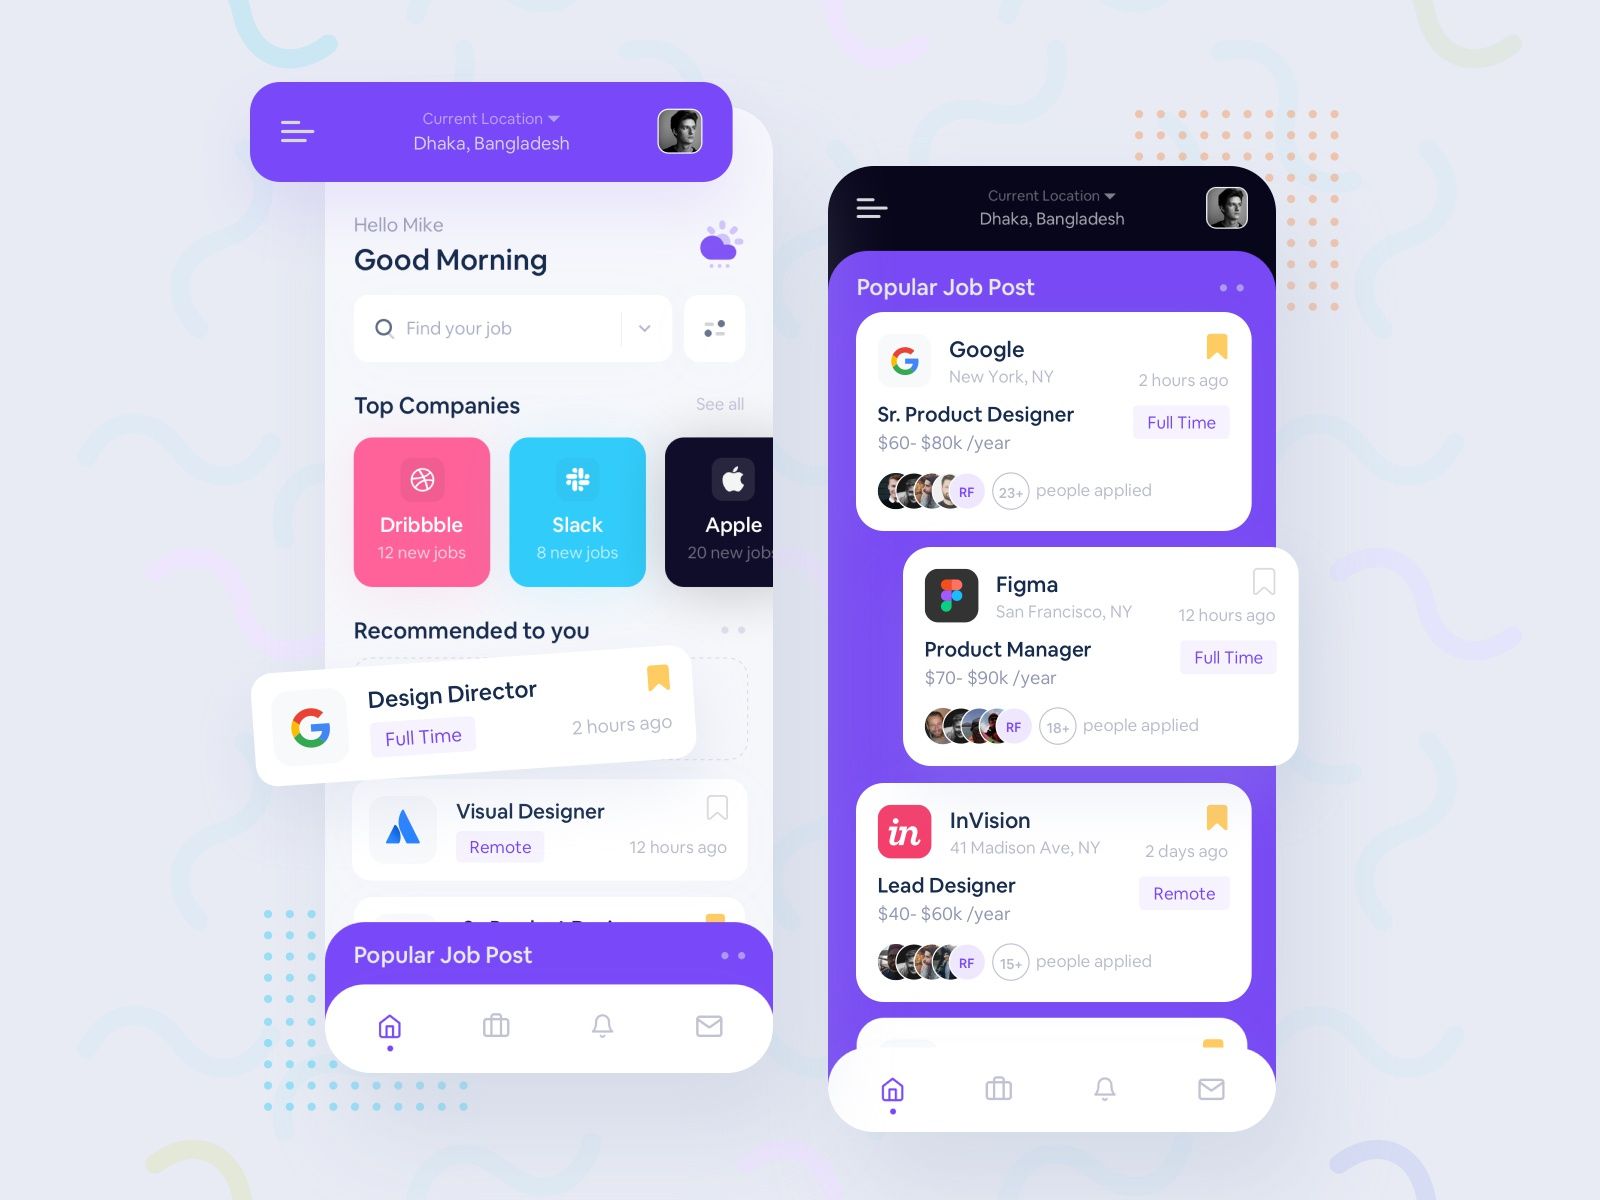 Current Location
Dhaka, Bangladesh
Hello Mike
Good Morning
Find your job
Top Companies
See all
Dribbble
12 new jobs
Slack
8 new jobs
Apple
20 new jobs
Recommended to you
Design Director
Full Time
2 hours ago
Visual Designer
Remote
12 hours ago
Popular Job Post
Current Location
Dhaka, Bangladesh
Popular Job Post
Google
New York, NY
2 hours ago
Sr. Product Designer
Full Time
$60- $80k /year
RF
23+
people applied
Figma
San Francisco, NY
12 hours ago
Product Manager
Full Time
$70- $90k /year
RF
18+
people applied
in
InVision
41 Madison Ave, NY
2 days ago
Lead Designer
Remote
$40- $60k /year
RF
15+
people applied